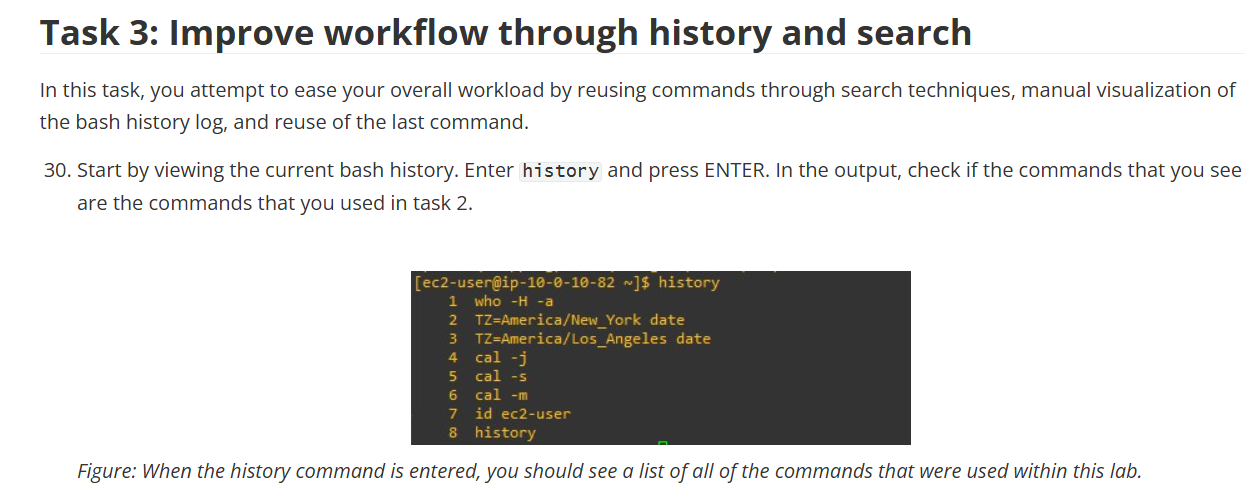 Task 3: Improve workflow through history and search
In this task, you attempt to ease your overall workload by reusing commands through search techniques, manual visualization of
the bash history log, and reuse of the last command.
30. Start by viewing the current bash history. Enter history and press ENTER. In the output, check if the commands that you see
are the commands that you used in task 2.
[ec2-user@ip-10-0-10-82 ~]$ history
1 who -H -a
2 TZ=America/New_York date
3 TZ=America/Los_Angeles date
4 cal -j
5 cal -s
6 cal -m
7 id ec2-user
8 history
Figure: When the history command is entered, you should see a list of all of the commands that were used within this lab.